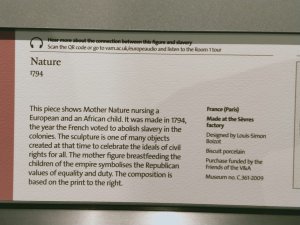 Hear more about the connection between this figure and slavery
Scan the QR code or go to vam.ac.uk/europeaudio and listen to the Room 1 tour
Nature
1794
This piece shows Mother Nature nursing a
European and an African child. It was made in 1794,
the year the French voted to abolish slavery in the
colonies. The sculpture is one of many objects
created at that time to celebrate the ideals of civil
rights for all. The mother figure breastfeeding the
children of the empire symbolises the Republican
values of equality and duty. The composition is
based on the print to the right.
France (Paris)
Made at the Sèvres
factory
Designed by Louis-Simon
Boizot
Biscuit porcelain
Purchase funded by the
Friends of the V&A
Museum no. C.361-2009